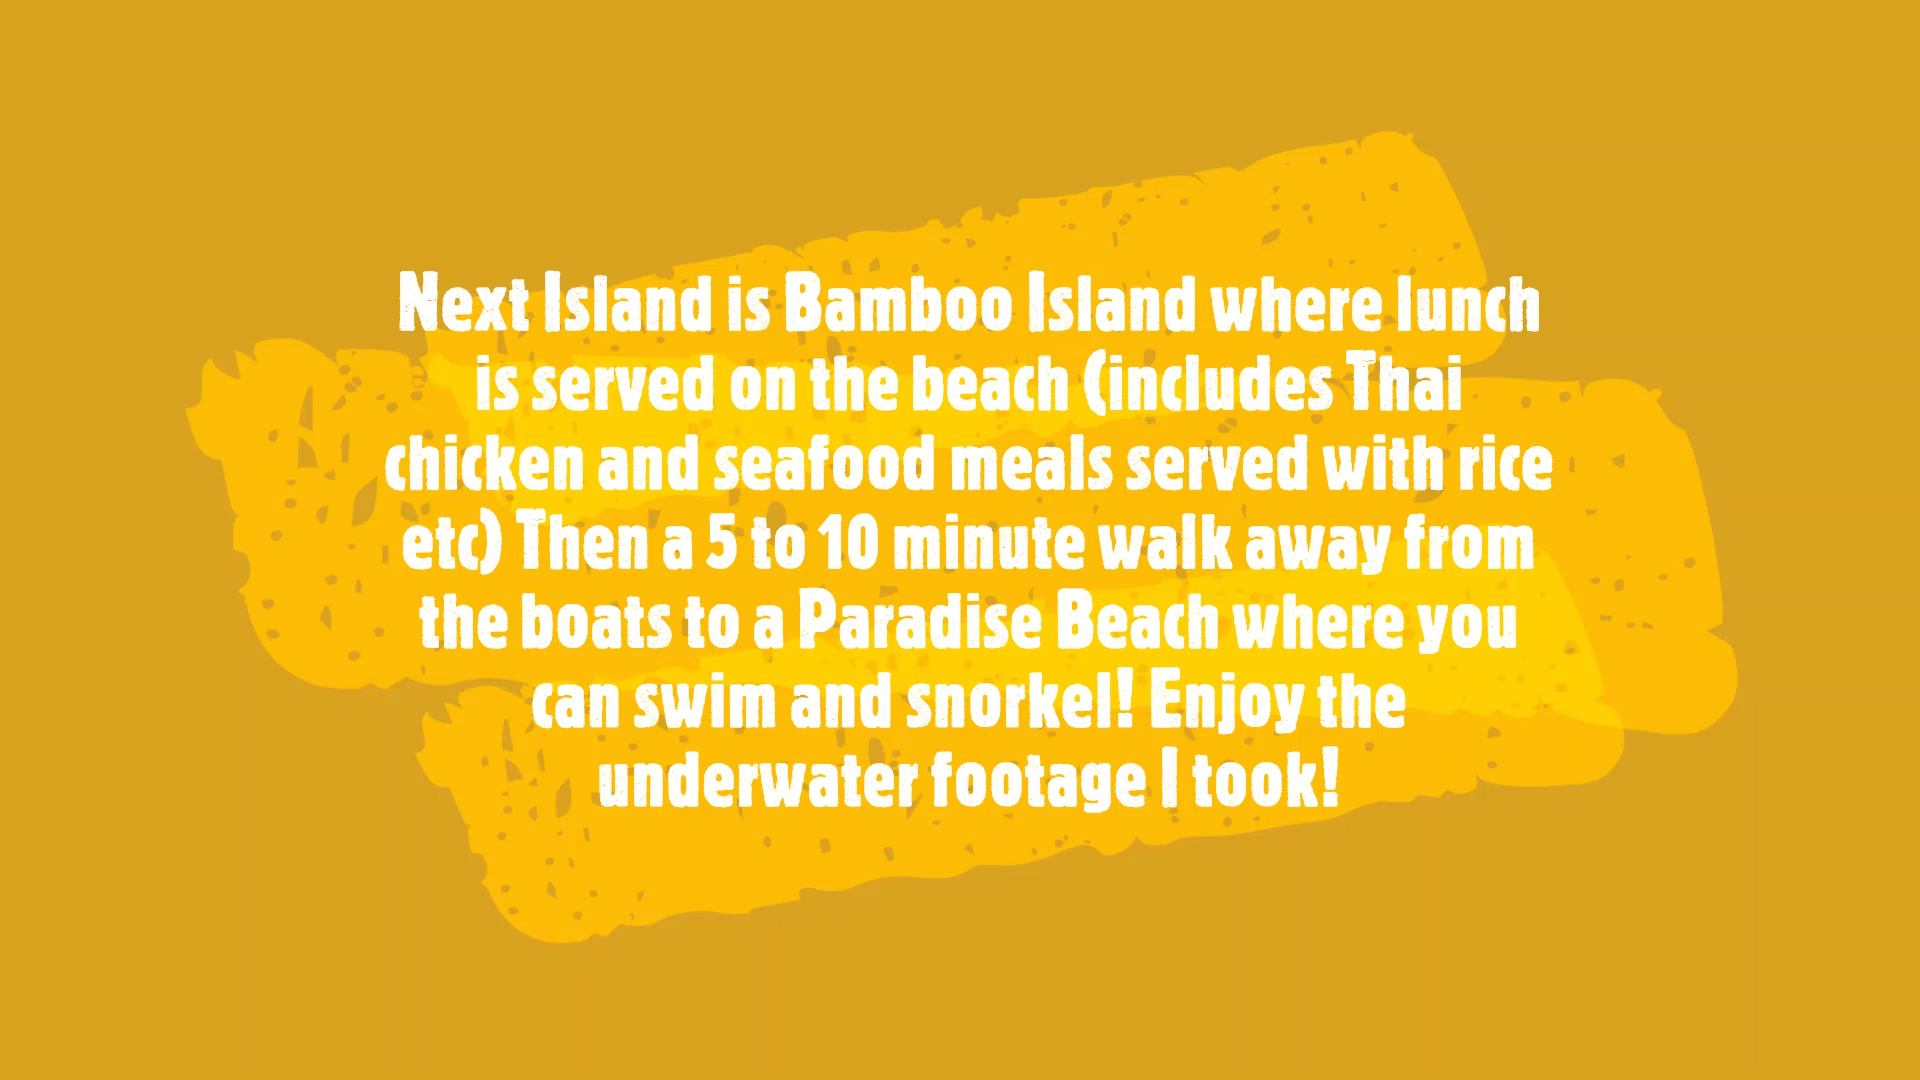 Next Island is Bamboo Island where lunch
is served on the beach (includes Thai
chicken and seafood meals served with rice
etc) Then a 5 to 10 minute walk away from
the boats to a Paradise Beach where you
can swim and snorkel! Enjoy the
underwater footage I took!